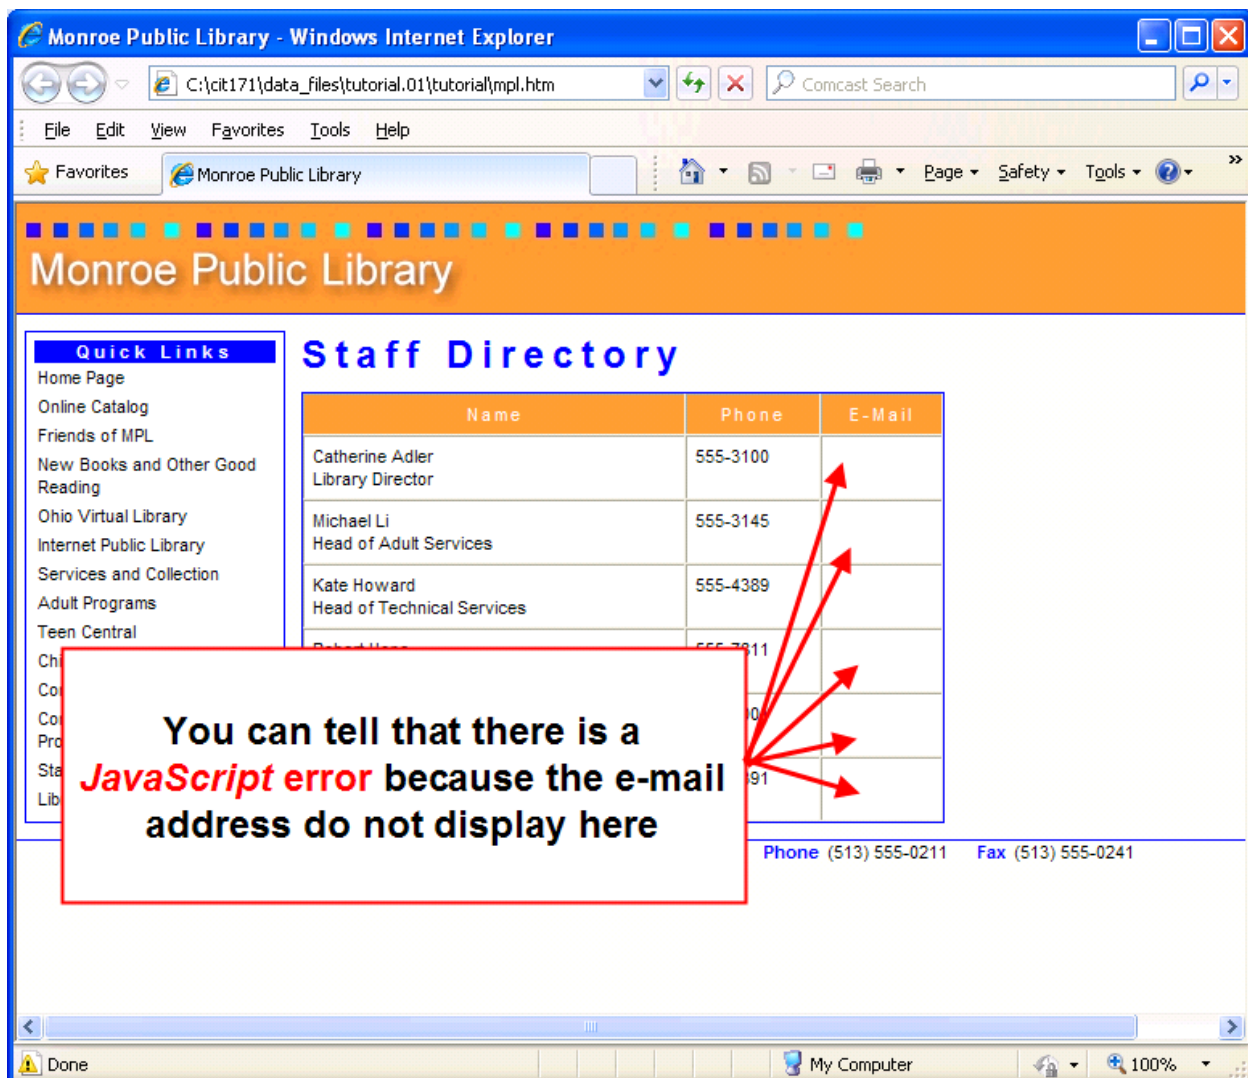 Monroe Public Library - Windows Internet Explorer
C:\cit171\data_files\tutorial.01\tutorial\mpl.htm
Comcast Search
File Edit View Favorites Tools Help
Favorites Monroe Public Library Page Safety Tools »
Monroe Public Library
Quick Links
Home Page
Online Catalog
Friends of MPL
New Books and Other Good
Reading
Ohio Virtual Library
Internet Public Library
Services and Collection
Adult Programs
Teen Central
Staff Directory
Name Phone E-Mail
Catherine Adler 555-3100
Library Director
Michael Li 555-3145
Head of Adult Services
Kate Howard 555-4389
Head of Technical Services
You can tell that there is a
JavaScript error because the e-mail
address do not display here
Phone (513) 555-0211 Fax (513) 555-0241
Done My Computer 100%